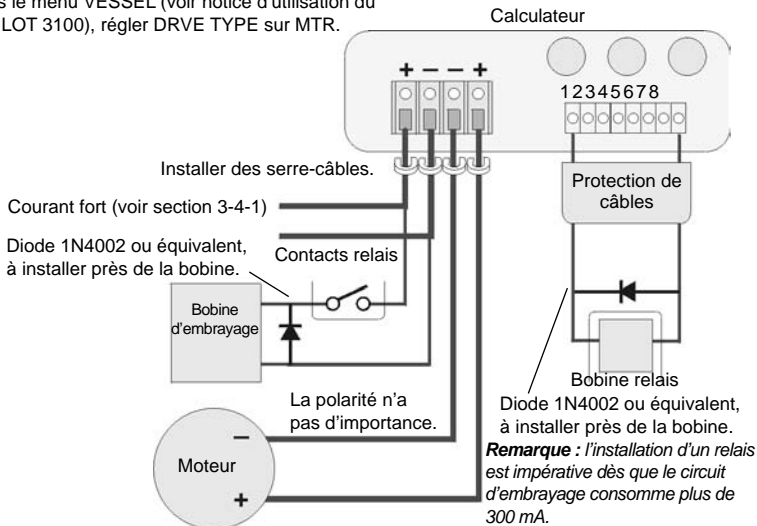 s le menu VESSEL (voir notice d'utilisation du
LOT 3100), régler DRVE TYPE sur MTR.
Calculateur
+ – – +
12345678
Installer des serre-câbles.
Protection de
câbles
Courant fort (voir section 3-4-1)
Diode 1N4002 ou équivalent,
à installer près de la bobine.
Contacts relais
Bobine
d'embrayage
Bobine relais
La polarité n'a
pas d'importance.
Diode 1N4002 ou équivalent,
à installer près de la bobine.
Remarque : l'installation d'un relais
est impérative dès que le circuit
d'embrayage consomme plus de
300 mA.
–
Moteur
+